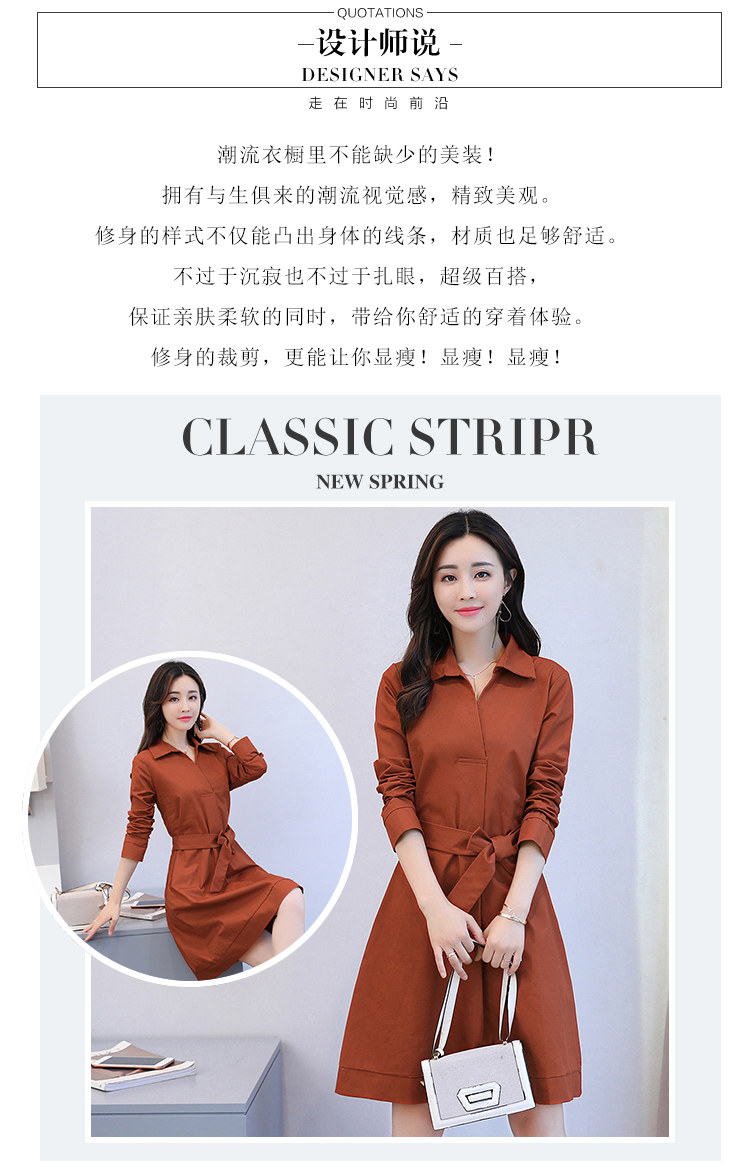 QUOTATIONS
–设计师说 –
DESIGNER SAYS
走在时尚前沿
潮流衣橱里不能缺少的美装！
拥有与生俱来的潮流视觉感，精致美观。
修身的样式不仅能凸出身体的线条，材质也足够舒适。
不过于沉寂也不过于扎眼，超级百搭，
保证亲肤柔软的同时，带给你舒适的穿着体验。
修身的裁剪，更能让你显瘦！显瘦！显瘦！
CLASSIC STRIPR
NEW SPRING